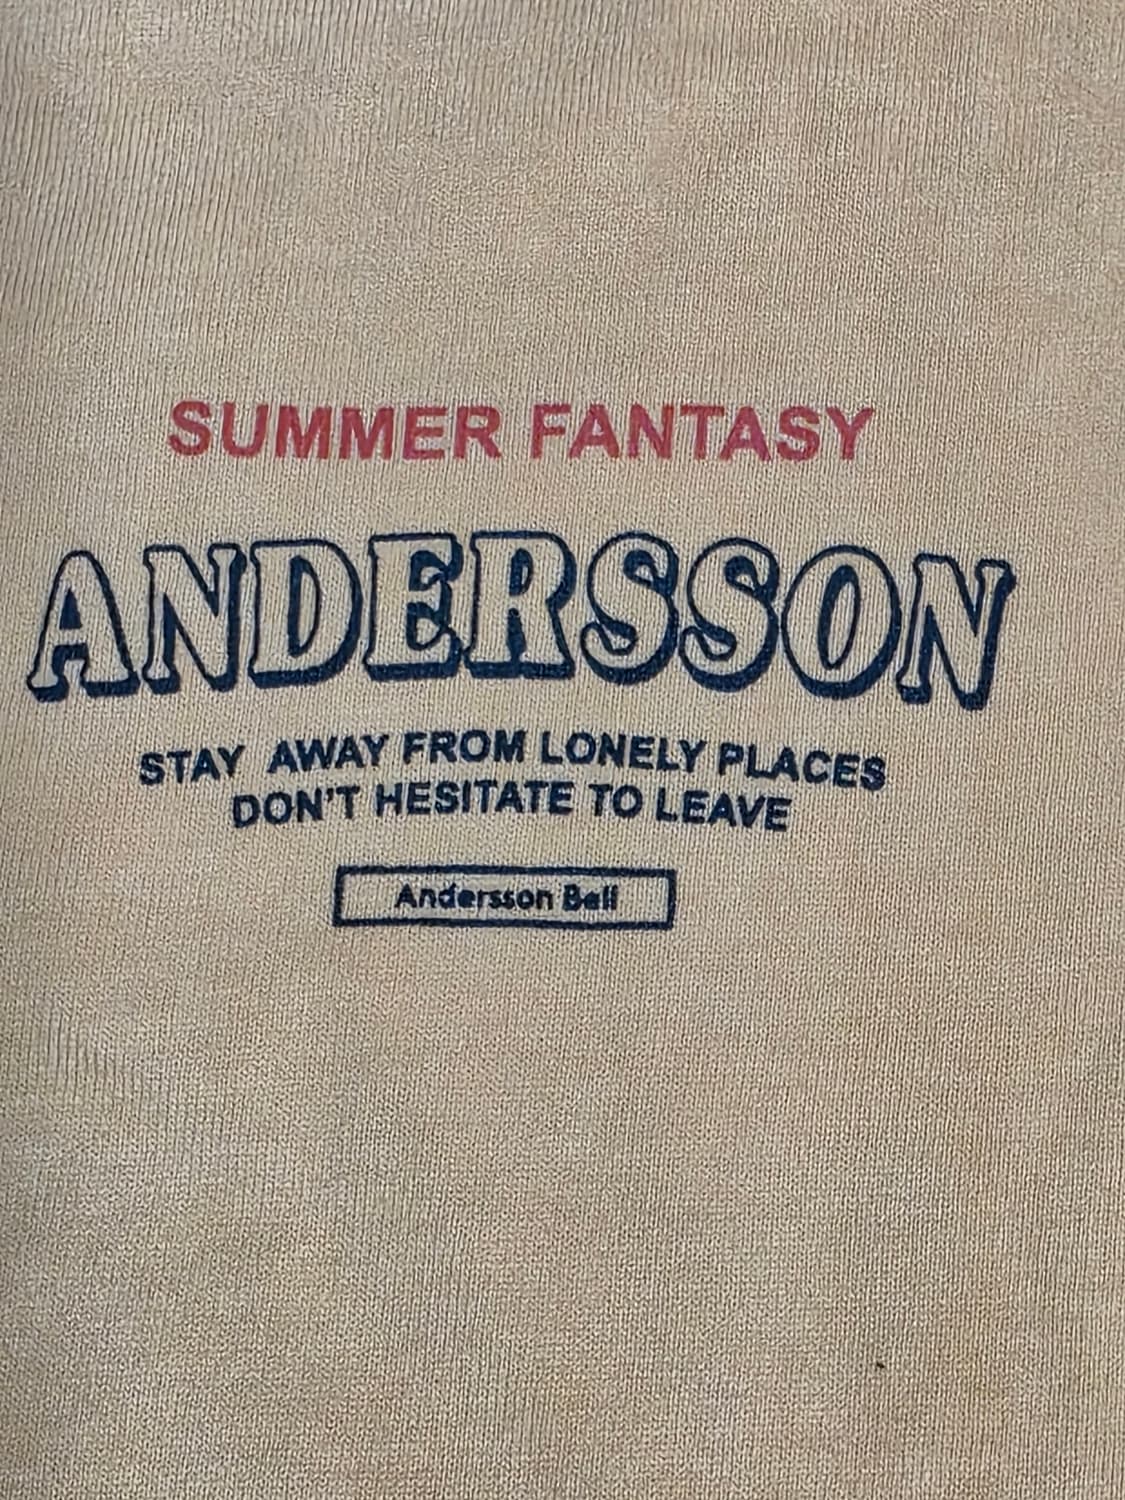 SUMMER FANTASY
ANDERSSON
STAY AWAY FROM LONELY PLACES
DON'T HESITATE TO LEAVE
Andersson Bell